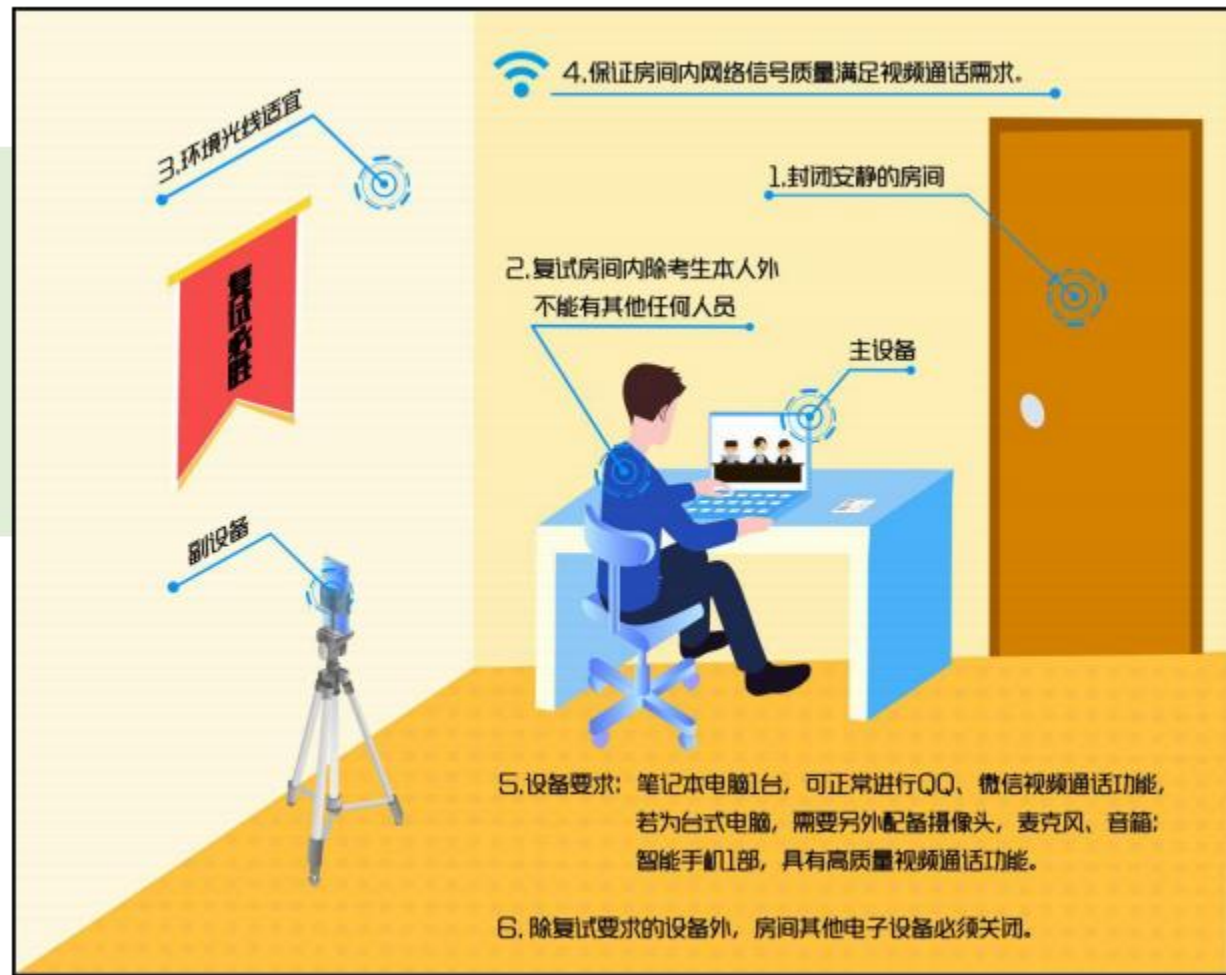 4.保证房间内网络信号质量满足视频通话需求。
3.环境光线适宜
1.封闭安静的房间
2.复试房间内除考生本人外
不能有其他任何人员
复试必胜
主设备
副设备
5.设备要求：笔记本电脑1台，可正常进行QQ、微信视频通话功能，
若为台式电脑，需要另外配备摄像头，麦克风、音箱；
智能手机1部，具有高质量视频通话功能。
6.除复试要求的设备外，房间其他电子设备必须关闭。